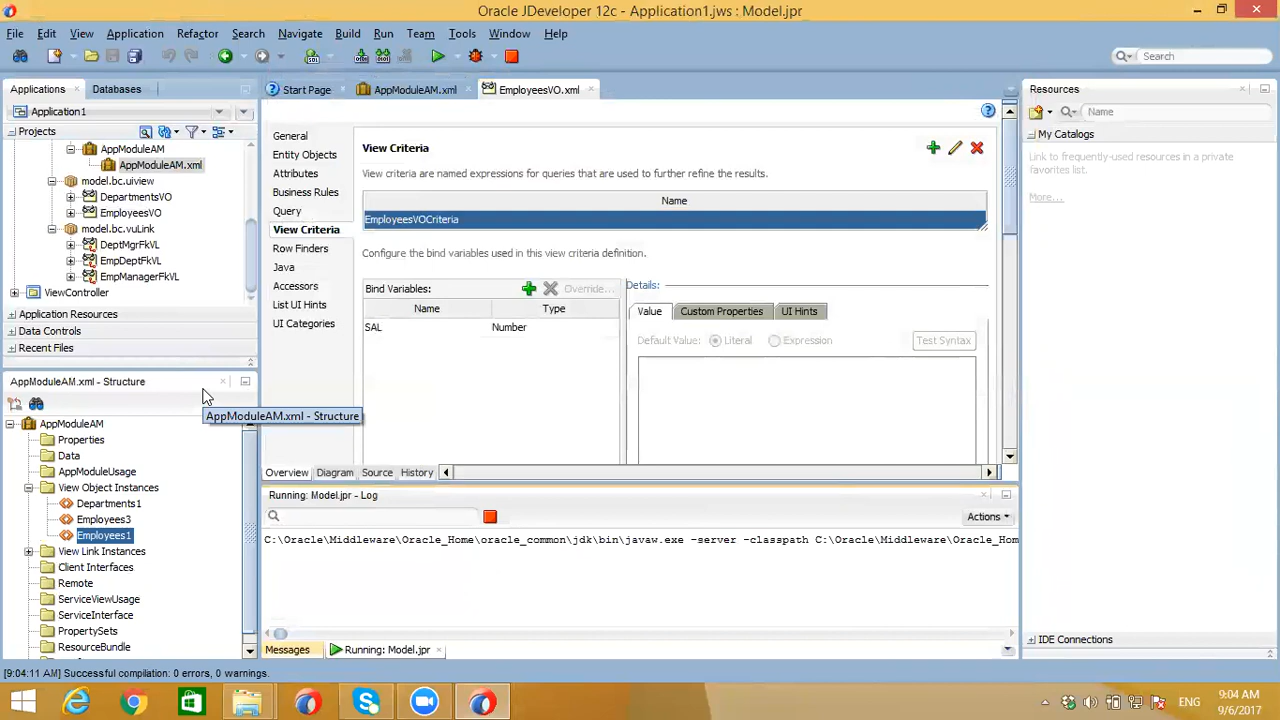 Oracle JDeveloper 12c - Application1.jws : Model.jpr
File Edit View Application Refactor Search Navigate Build Run Team Tools Window Help
Search
Applications Databases
Application1
Projects
AppModuleAM
AppModuleAM.xml
model.bc.uiview
DepartmentsVO
EmployeesVO
model.bc.vuLink
DeptMgrFkVL
EmpDeptFkVL
EmpManagerFkVL
ViewController
Application Resources
Data Controls
Recent Files
AppModuleAM.xml - Structure
AppModuleAM.xml - Structure
AppModuleAM
Properties
Data
AppModuleUsage
View Object Instances
Departments1
Employees3
Employees1
View Link Instances
Client Interfaces
Remote
ServiceViewUsage
ServiceInterface
PropertySets
ResourceBundle
Start Page AppModuleAM.xml EmployeesVO.xml
General
Entity Objects
Attributes
Business Rules
Query
View Criteria
Row Finders
Java
Accessors
List UI Hints
UI Categories
View Criteria
View criteria are named expressions for queries that are used to further refine the results.
Name
EmployeesVOCriteria
Configure the bind variables used in this view criteria definition.
Bind Variables: Override...
Name Type
SAL Number
Details:
Value Custom Properties UI Hints
Default Value: Literal Expression Test Syntax
Overview Diagram Source History
Running: Model.jpr - Log
Actions
C:\Oracle\Middleware\Oracle_Home\oracle_common\jdk\bin\javaw.exe -server -classpath C:\Oracle\Middleware\Oracle_Hom
Messages Running: Model.jpr
Resources
Name
My Catalogs
Link to frequently-used resources in a private
favorites list.
More...
IDE Connections
[9:04:11 AM] Successful compilation: 0 errors, 0 warnings.
ENG
9:04 AM
9/6/2017